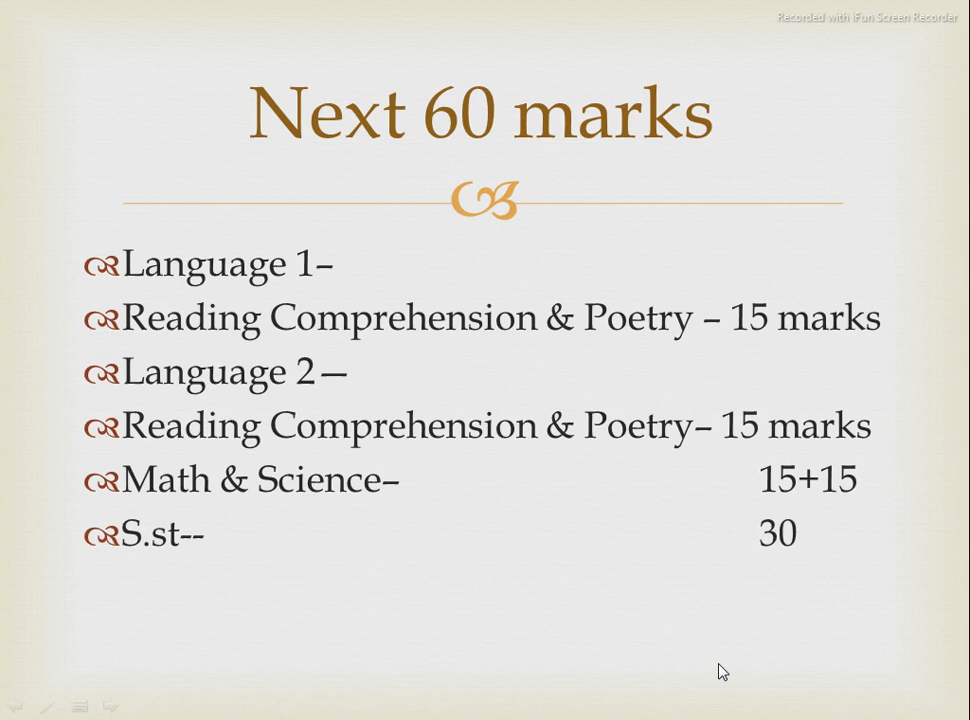 Recorded with iFun Screen Recorder
Next 60 marks
Language 1–
Reading Comprehension & Poetry – 15 marks
Language 2—
Reading Comprehension & Poetry– 15 marks
Math & Science– 15+15
S.st-- 30